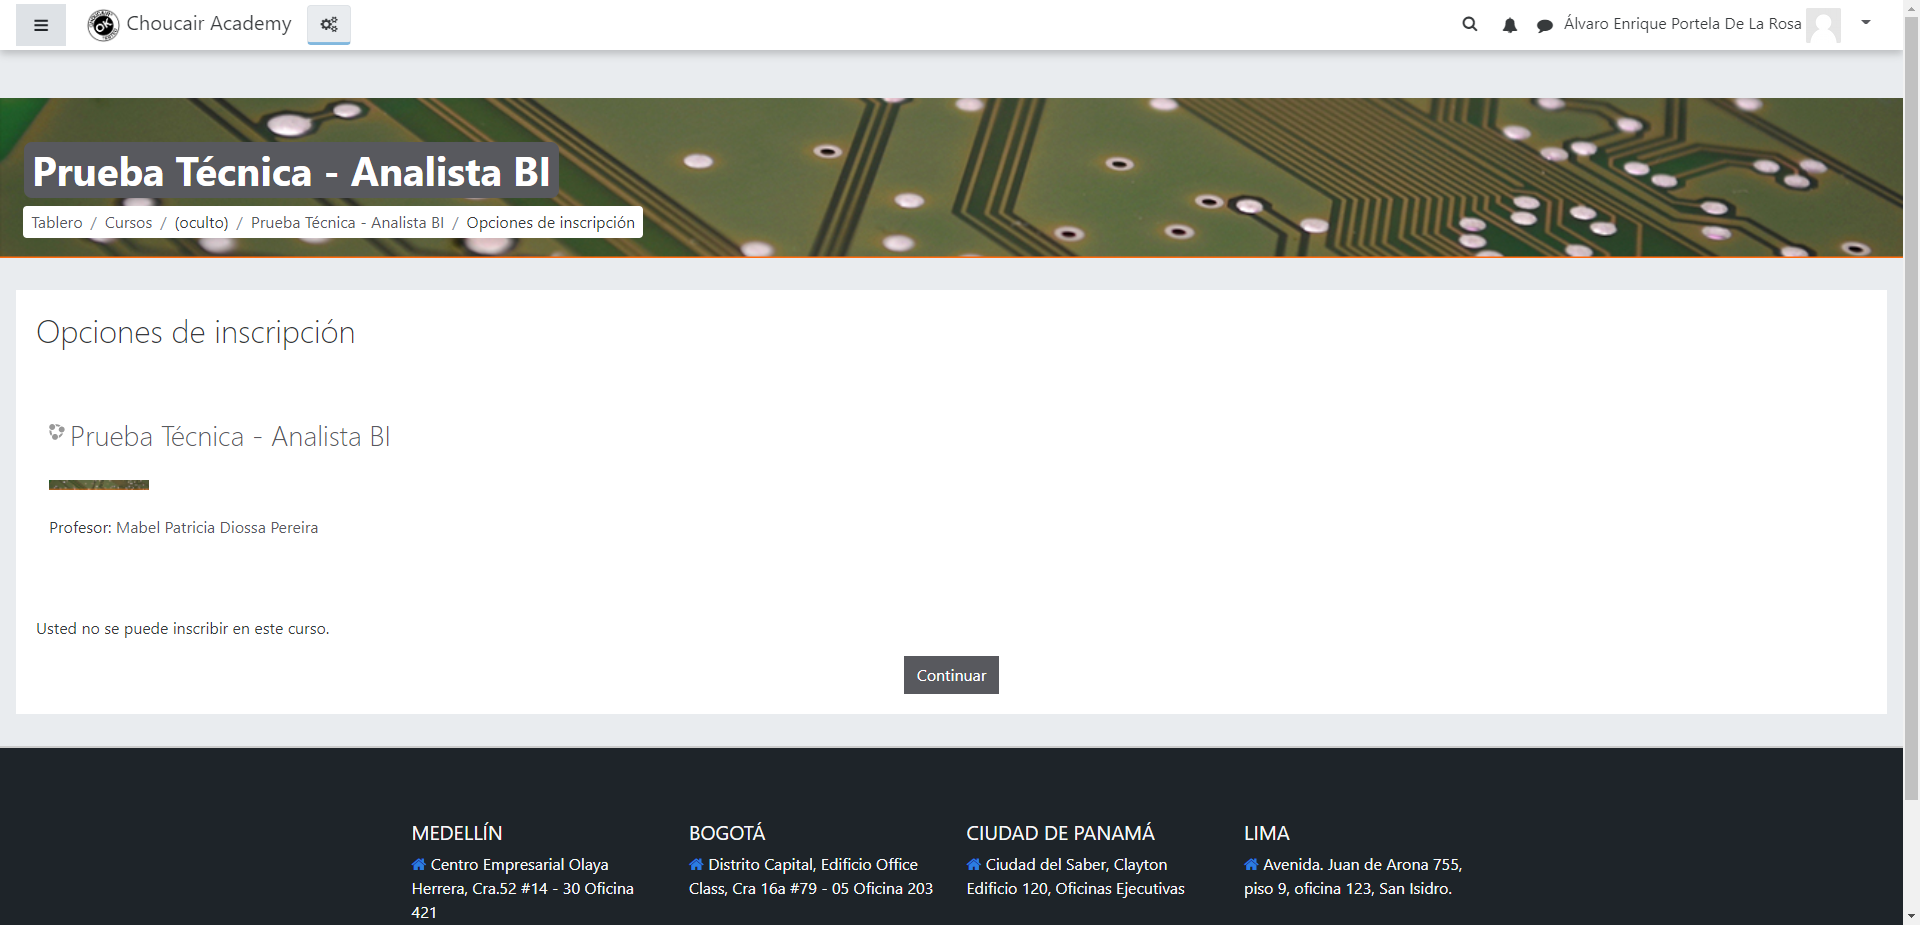 Choucair Academy
Álvaro Enrique Portela De La Rosa
Prueba Técnica - Analista BI
Tablero / Cursos / (oculto) / Prueba Técnica - Analista BI / Opciones de inscripción
Opciones de inscripción
Prueba Técnica - Analista BI
Profesor: Mabel Patricia Diossa Pereira
Usted no se puede inscribir en este curso.
Continuar
MEDELLÍN
Centro Empresarial Olaya
Herrera, Cra.52 #14 - 30 Oficina
421
BOGOTÁ
Distrito Capital, Edificio Office
Class, Cra 16a #79 - 05 Oficina 203
CIUDAD DE PANAMÁ
Ciudad del Saber, Clayton
Edificio 120, Oficinas Ejecutivas
LIMA
Avenida. Juan de Arona 755,
piso 9, oficina 123, San Isidro.